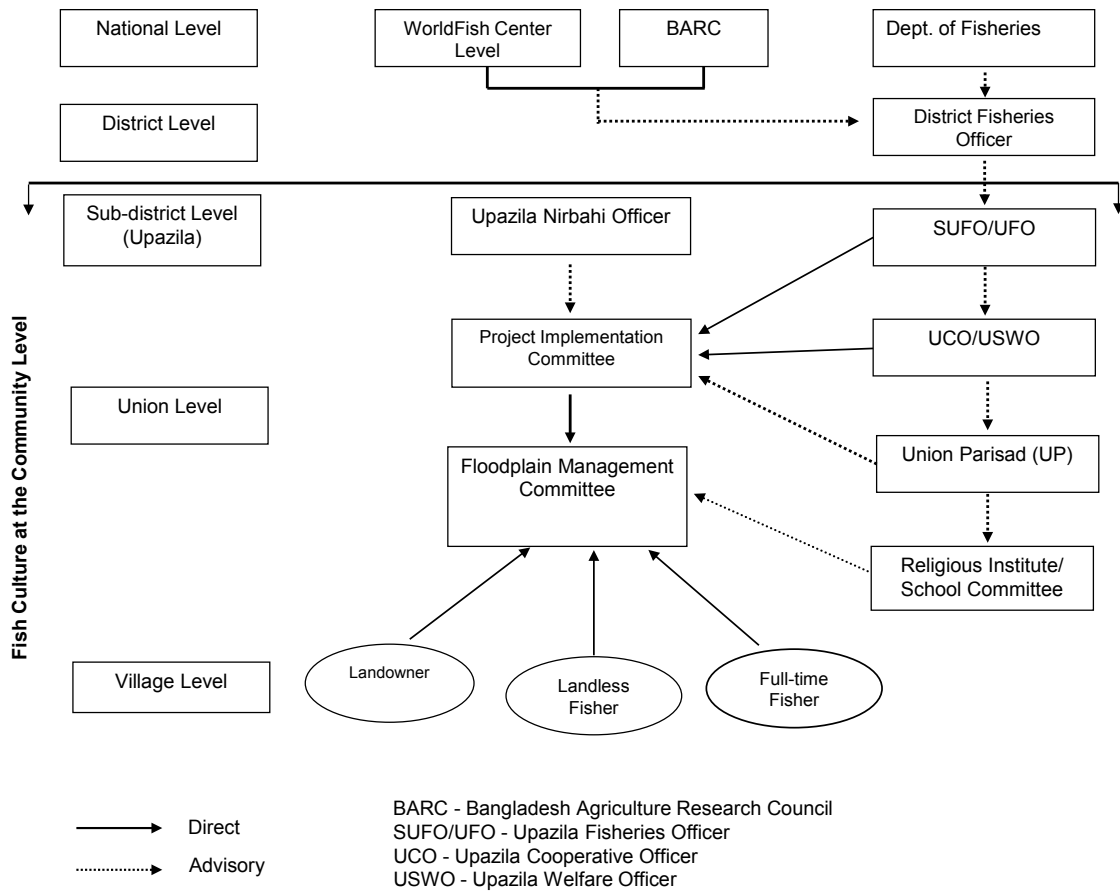 National Level
WorldFish Center
Level
BARC
Dept. of Fisheries
District Level
District Fisheries
Officer
Sub-district Level
(Upazila)
Upazila Nirbahi Officer
SUFO/UFO
Project Implementation
Committee
UCO/USWO
Fish Culture at the Community Level
Union Level
Floodplain Management
Committee
Union Parisad (UP)
Religious Institute/
School Committee
Village Level
Landowner
Landless
Fisher
Full-time
Fisher
Direct
Advisory
BARC - Bangladesh Agriculture Research Council
SUFO/UFO - Upazila Fisheries Officer
UCO - Upazila Cooperative Officer
USWO - Upazila Welfare Officer